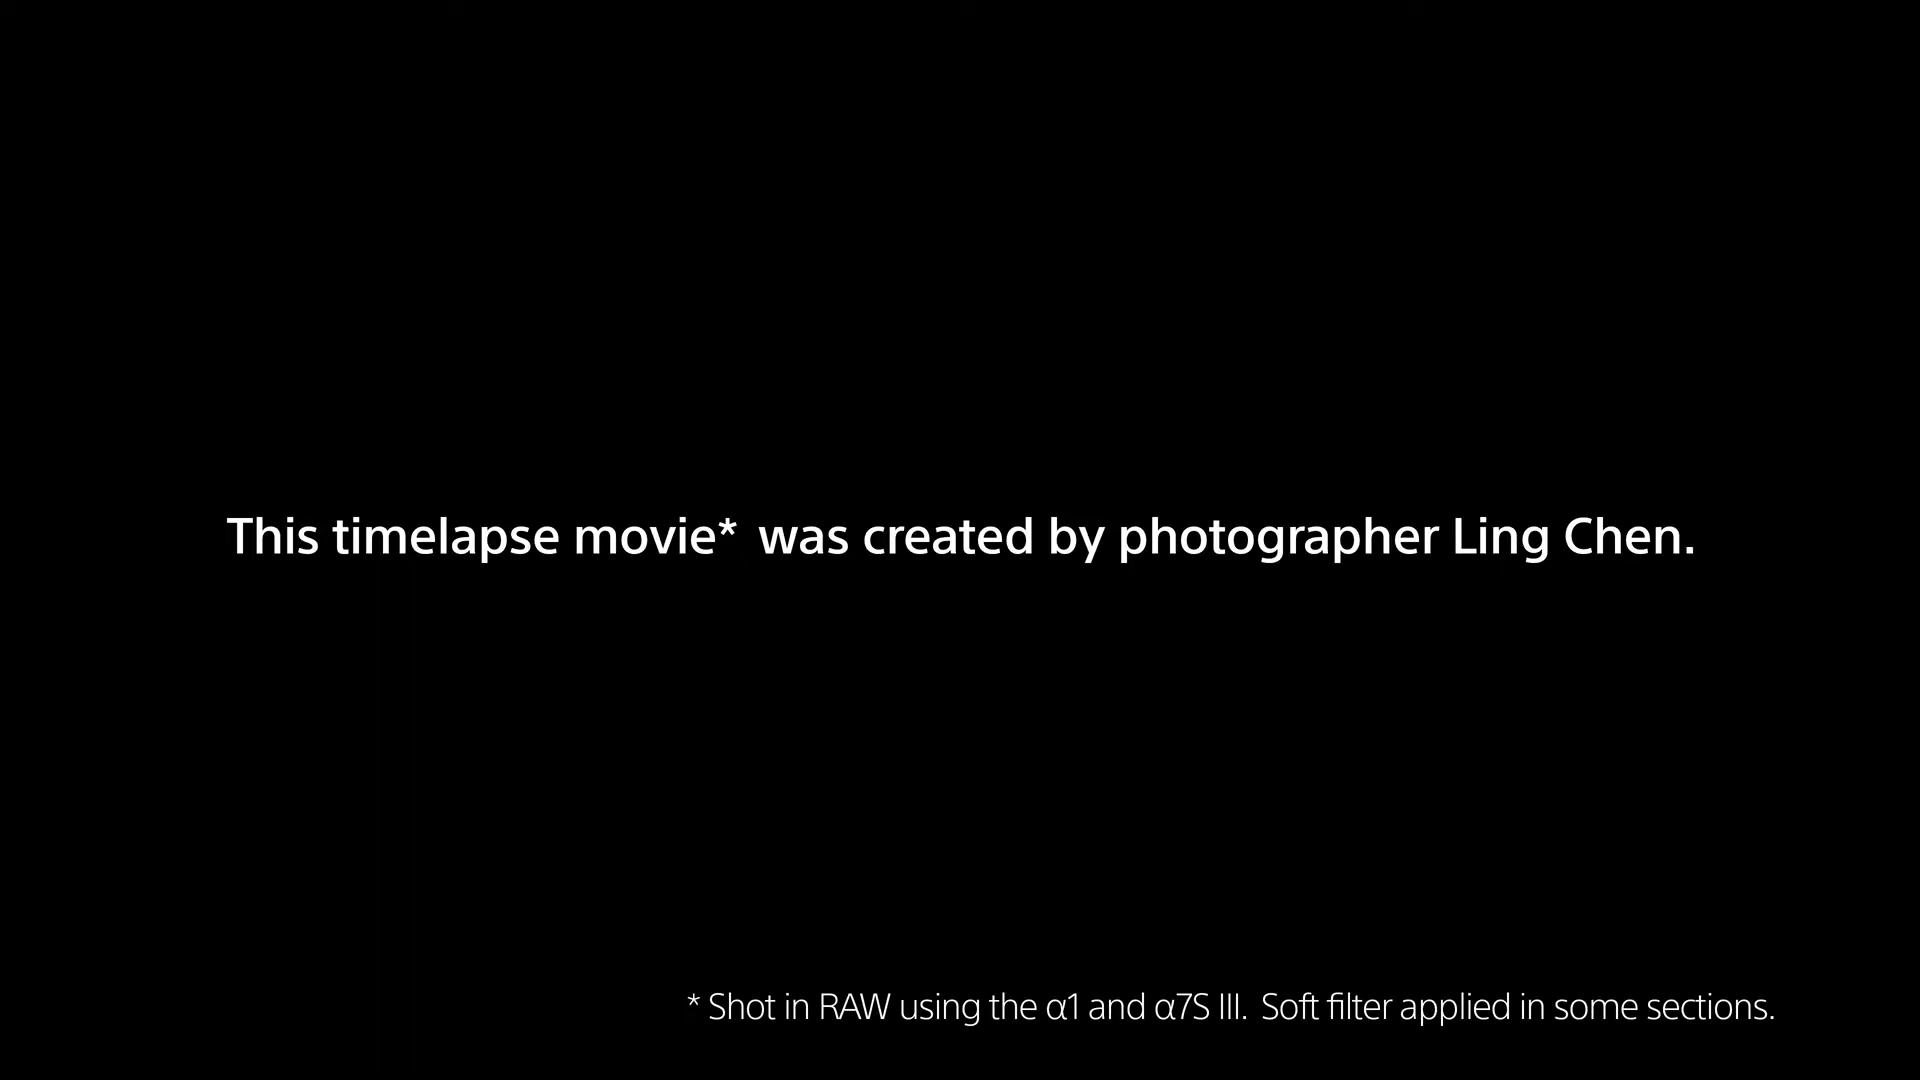 This timelapse movie* was created by photographer Ling Chen.
* Shot in RAW using the α1 and α7S III. Soft filter applied in some sections.